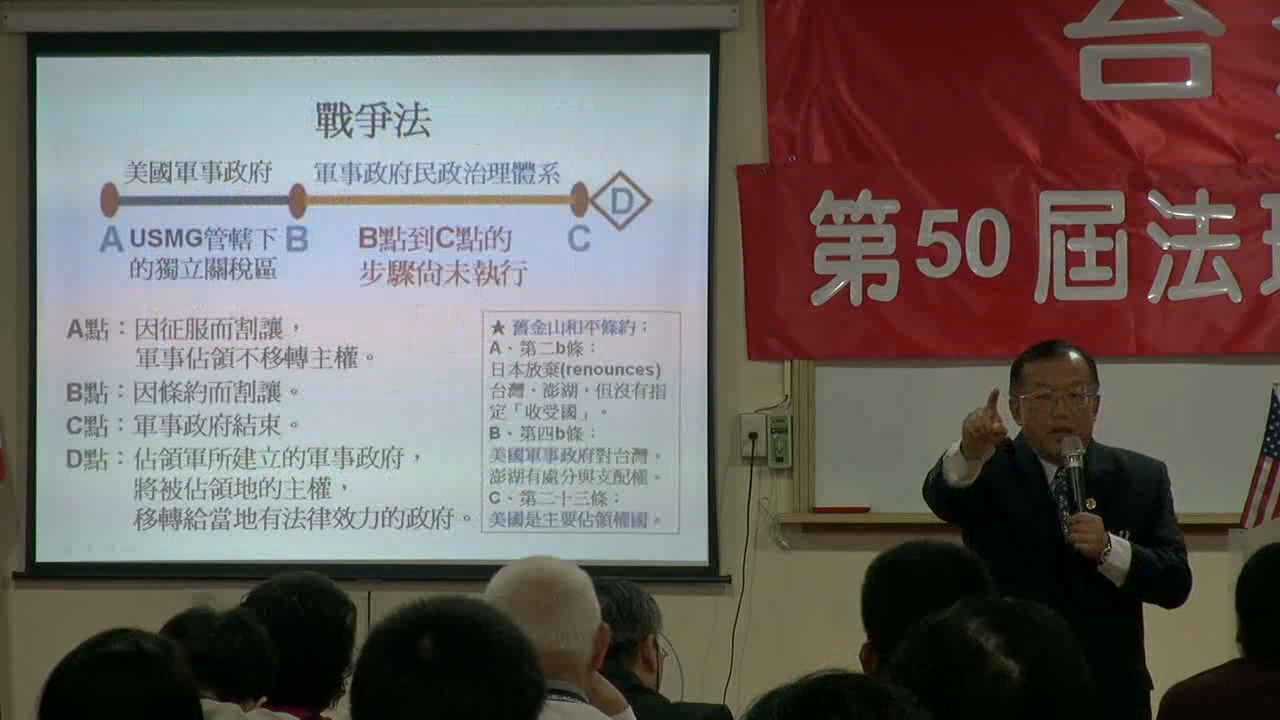 戰爭法
美國軍事政府
軍事政府民政治理體系
A
B
C
D
USMG管轄下
的獨立關稅區
B點到C點的
步驟尚未執行
A點：因征服而割讓，
軍事佔領不移轉主權。
B點：因條約而割讓。
C點：軍事政府結束。
D點：佔領軍所建立的軍事政府，
將被佔領地的主權，
移轉給當地有法律效力的政府。
★ 舊金山和平條約：
A、第二b條：
日本放棄(renounces)
台灣、澎湖，但沒有指
定「收受國」。
B、第四b條：
美國軍事政府對台灣、
澎湖有處分與支配權。
C、第二十三條：
美國是主要佔領權國。
台
第50屆法